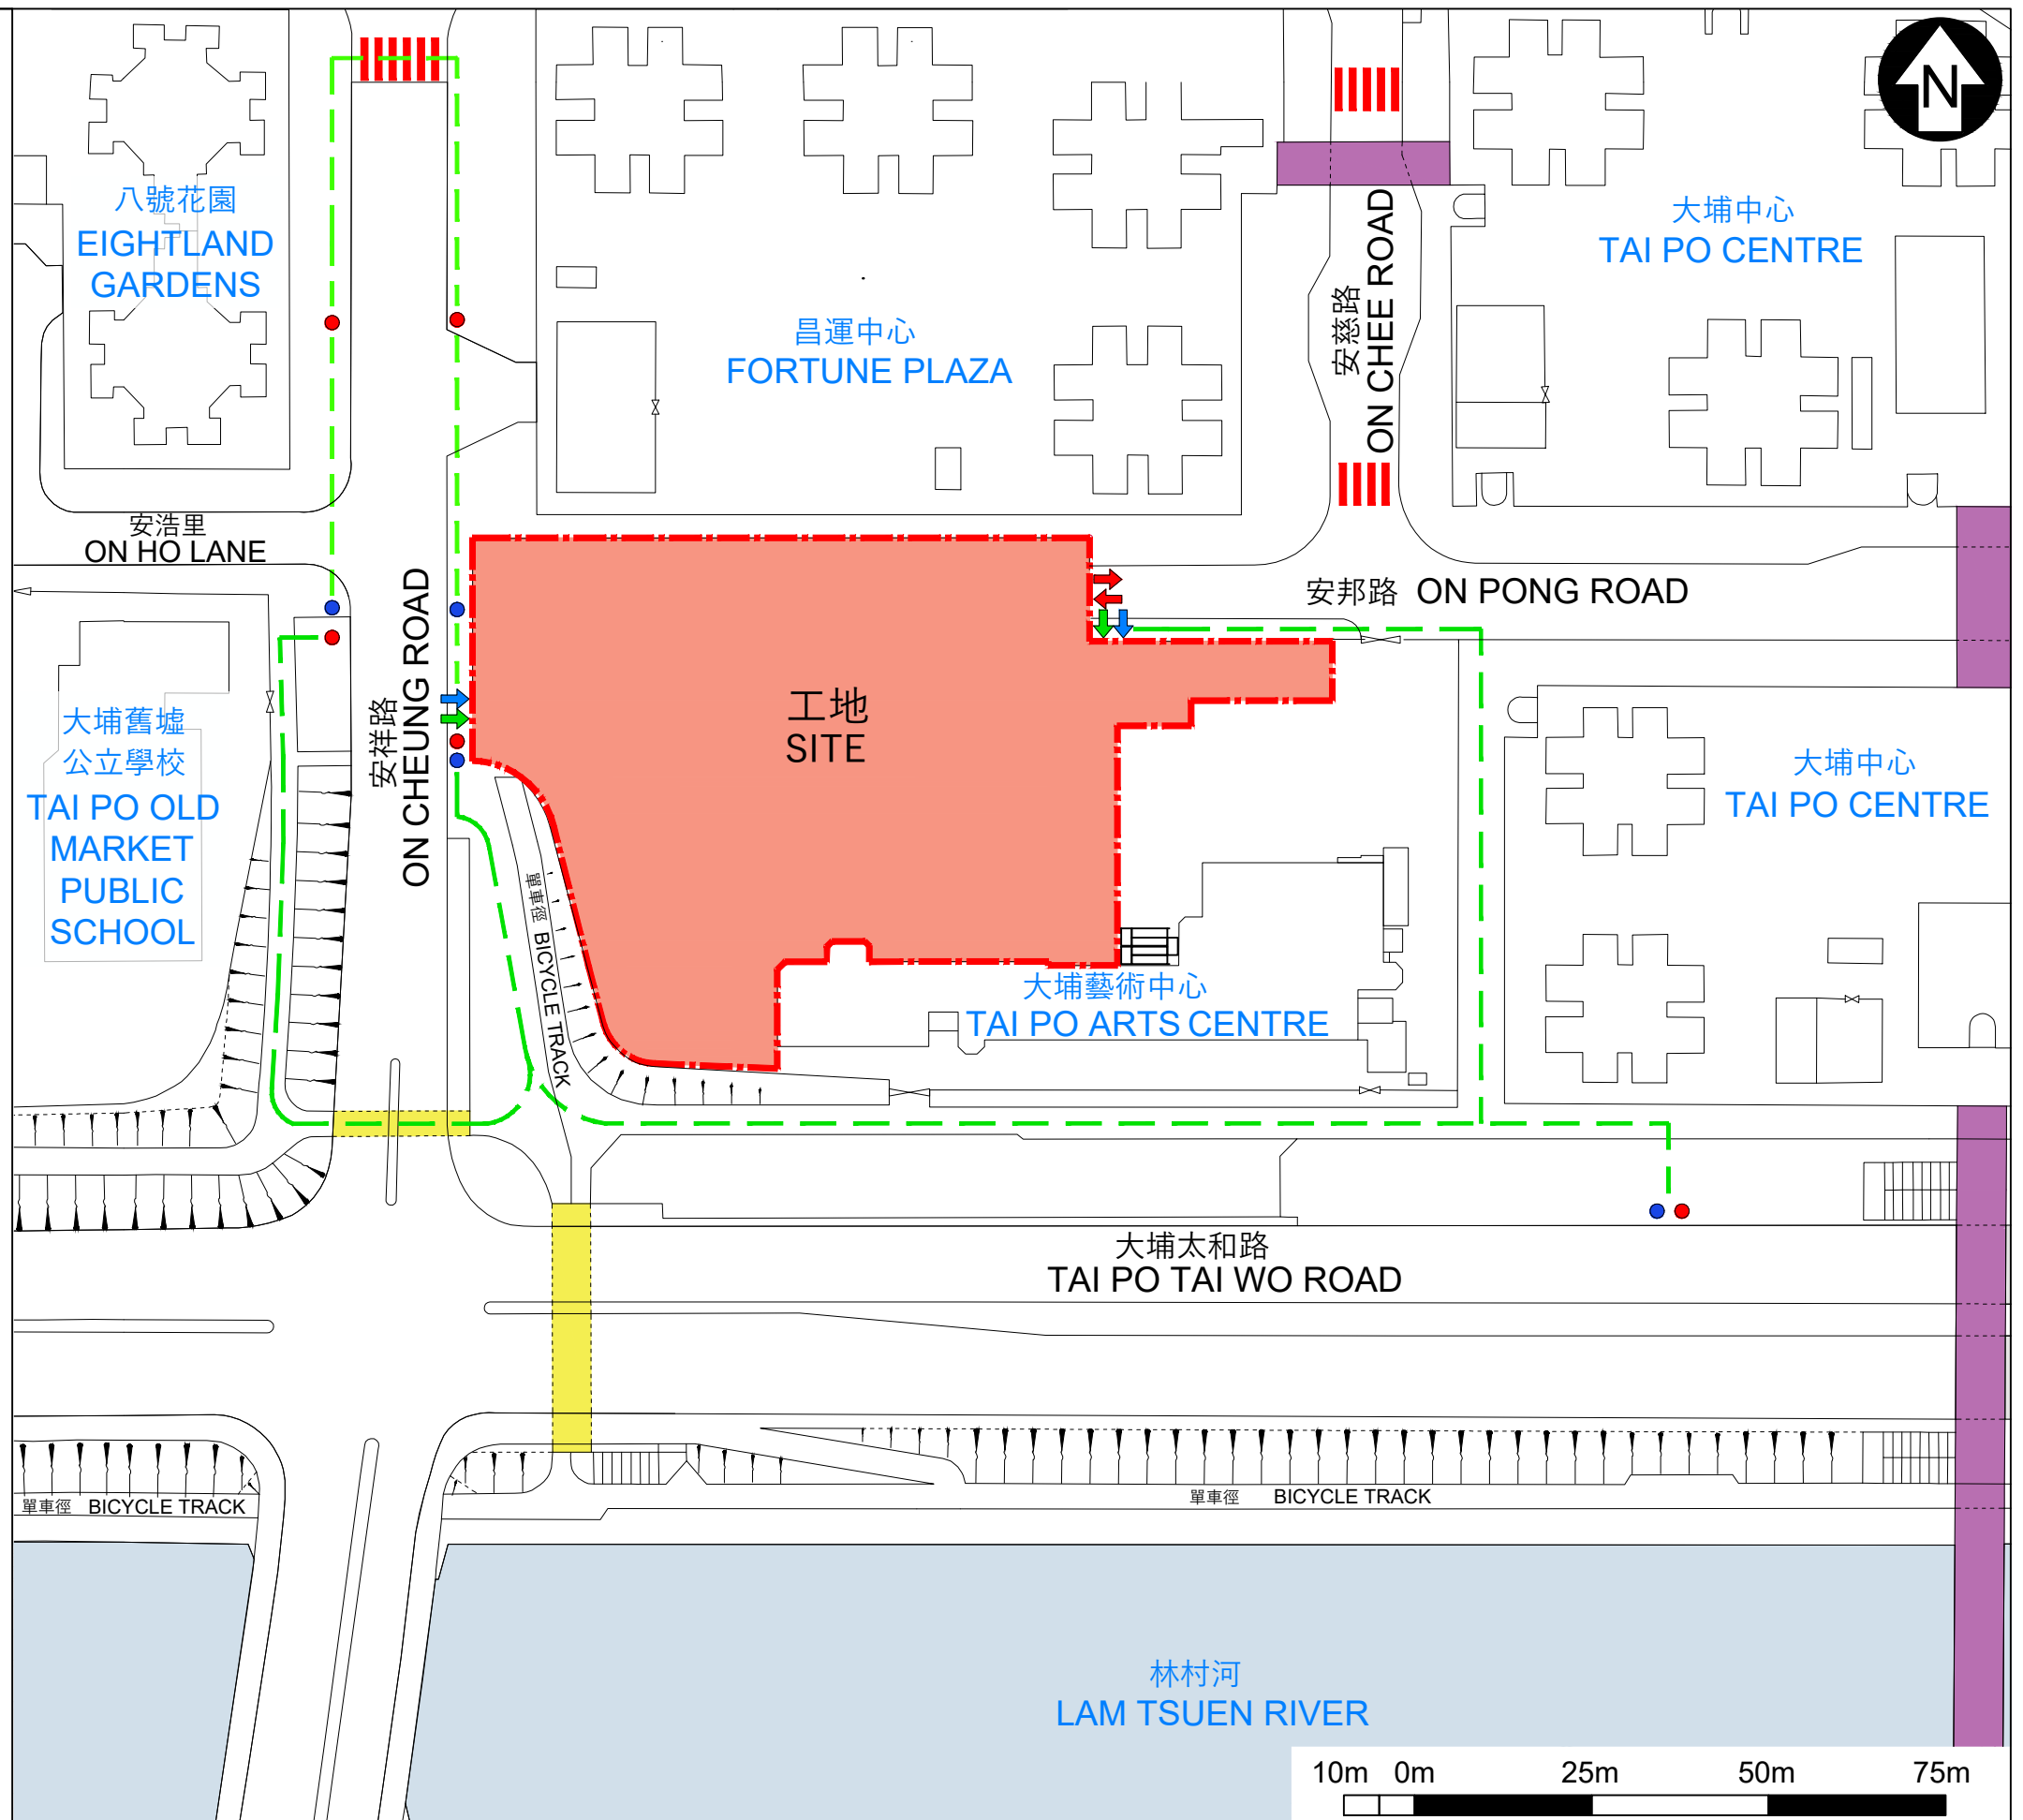 N
八號花園
EIGHTLAND
GARDENS
昌運中心
FORTUNE PLAZA
安慈路
ON CHEE ROAD
大埔中心
TAI PO CENTRE
安浩里
ON HO LANE
安祥路
ON CHEUNG ROAD
安邦路 ON PONG ROAD
工地
SITE
大埔舊墟
公立學校
TAI PO OLD
MARKET
PUBLIC
SCHOOL
大埔中心
TAI PO CENTRE
單車徑 BICYCLE TRACK
大埔藝術中心
TAI PO ARTS CENTRE
大埔太和路
TAI PO TAI WO ROAD
單車徑 BICYCLE TRACK
單車徑 BICYCLE TRACK
林村河
LAM TSUEN RIVER
10m 0m 25m 50m 75m